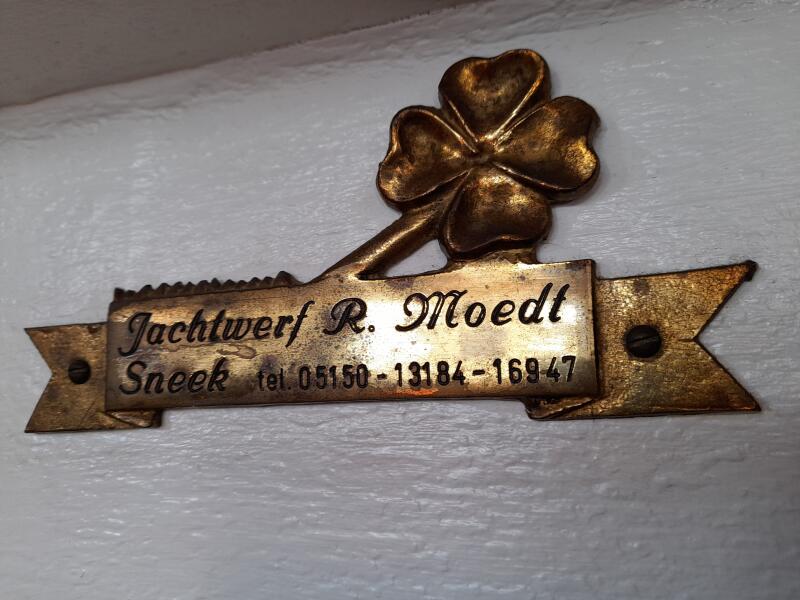 Jachtwerf R. Moedt
Sneek tel. 05150-13184-16947